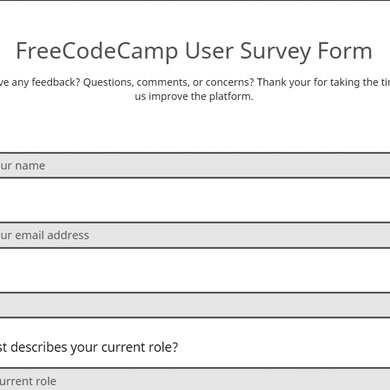 FreeCodeCamp User Survey Form
ve any feedback? Questions, comments, or concerns? Thank your for taking the ti
us improve the platform.
ur name
ur email address
st describes your current role?
urrent role